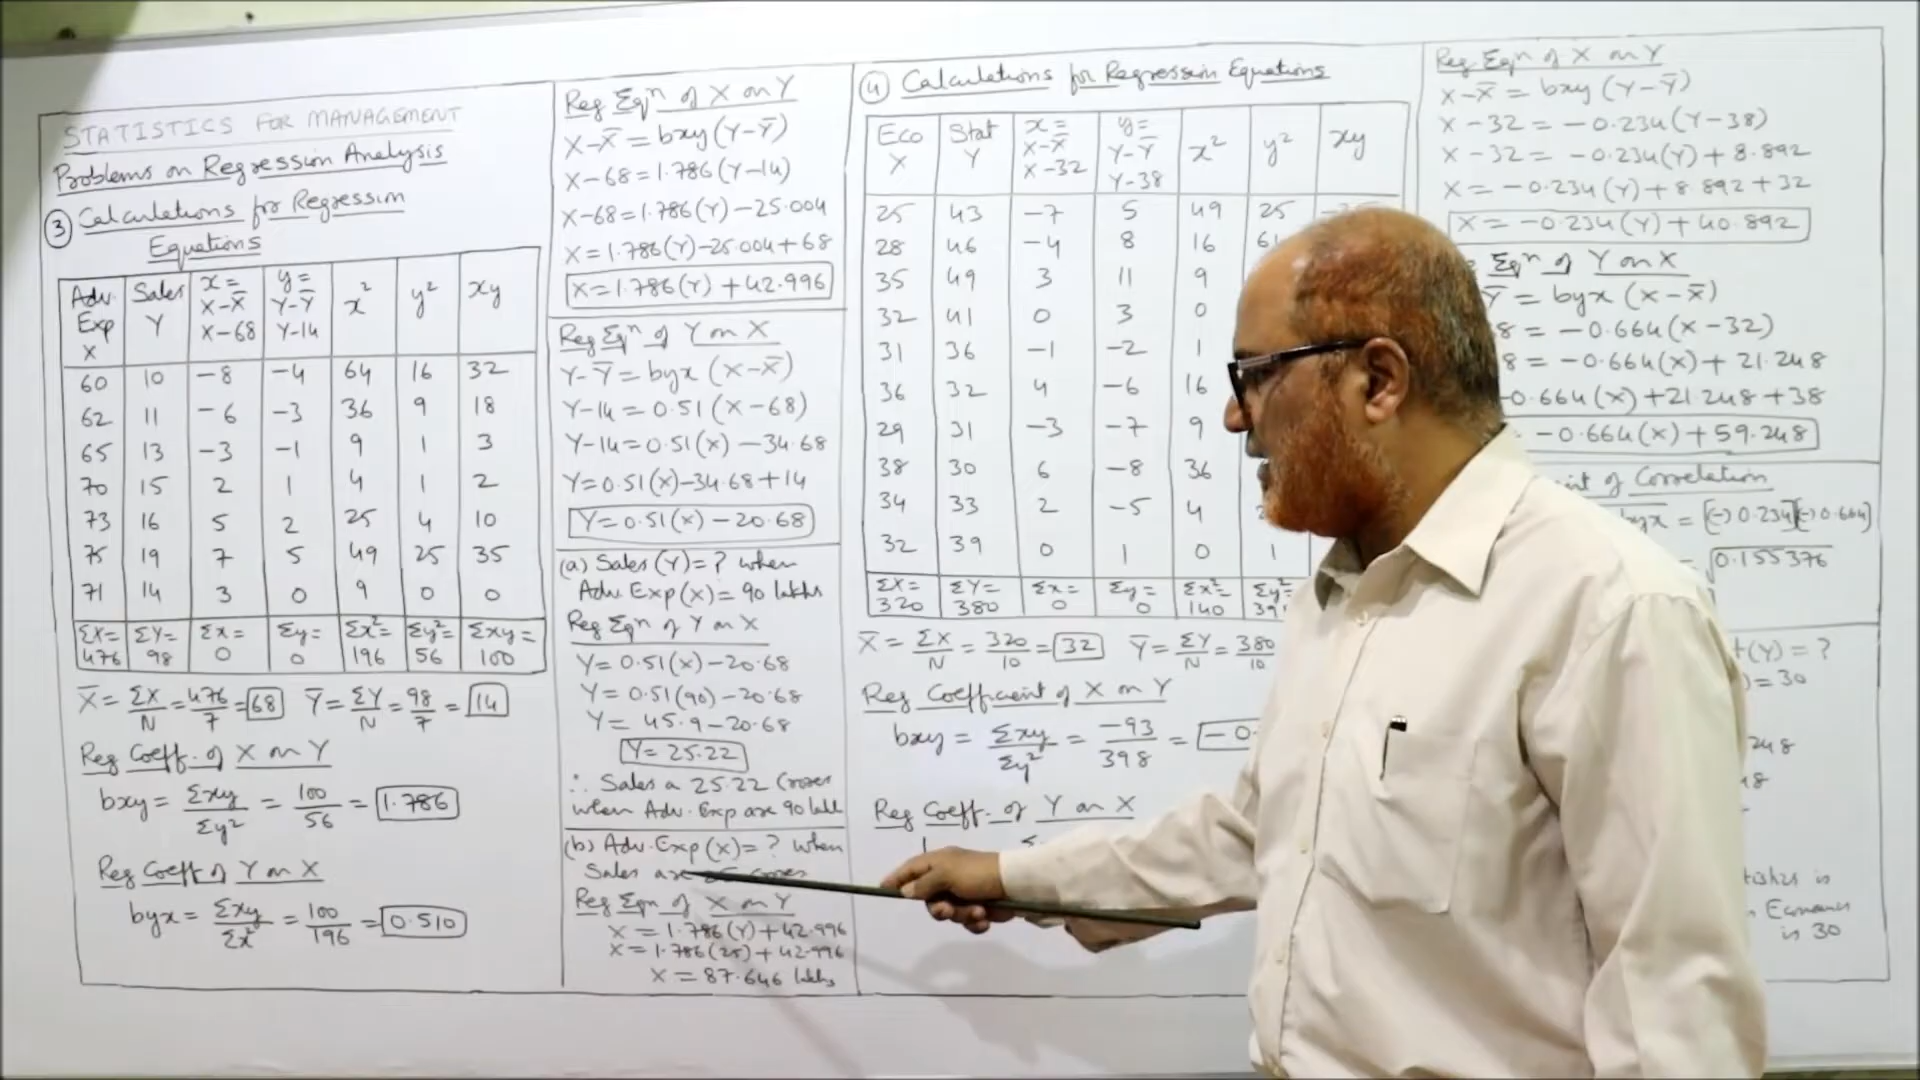 STATISTICS FOR MANAGEMENT
Problems on Regression Analysis
③ Calculations for Regression
Equations
Adv. Exp X | Sales Y | x= X-X̄ X-68 | y= Y-Ȳ Y-14 | x² | y² | xy
60 10 -8 -4 64 16 32
62 11 -6 -3 36 9 18
65 13 -3 -1 9 1 3
70 15 2 1 4 1 2
73 16 5 2 25 4 10
75 19 7 5 49 25 35
71 14 3 0 9 0 0
ΣX= 476 ΣY= 98 Σx= 0 Σy= 0 Σx²= 196 Σy²= 56 Σxy= 100
X̄ = ΣX/N = 476/7 = 68 Ȳ = ΣY/N = 98/7 = 14
Reg Coeff. of X on Y
bxy = Σxy/Σy² = 100/56 = 1.786
Reg Coeff of Y on X
byx = Σxy/Σx² = 100/196 = 0.510
Reg Eqⁿ of X on Y
X-X̄ = bxy (Y-Ȳ)
X-68 = 1.786 (Y-14)
X-68 = 1.786(Y) - 25.004
X = 1.786(Y) - 25.004 + 68
X = 1.786(Y) + 42.996
Reg Eqⁿ of Y on X
Y-Ȳ = byx (X-X̄)
Y-14 = 0.51 (X-68)
Y-14 = 0.51(X) - 34.68
Y = 0.51(X) - 34.68 + 14
Y = 0.51(X) - 20.68
(a) Sales (Y) = ? when
Adv. Exp(X) = 90 lakhs
Reg Eqⁿ of Y on X
Y = 0.51(X) - 20.68
Y = 0.51(90) - 20.68
Y = 45.9 - 20.68
Y = 25.22
∴ Sales a 25.22 Crores
when Adv. Exp are 90 lakh
(b) Adv. Exp (X) = ? when
Sales are crores
Reg Eqn of X on Y
X = 1.786(Y) + 42.996
X = 1.786(25) + 42.996
X = 87.646 lakhs
④ Calculations for Regression Equations
Eco X | Stat Y | x= X-X̄ X-32 | y= Y-Ȳ Y-38 | x² | y² | xy
25 43 -7 5 49 25
28 46 -4 8 16
35 49 3 11 9
32 41 0 3 0
31 36 -1 -2 1
36 32 4 -6 16
29 31 -3 -7 9
38 30 6 -8 36
34 33 2 -5 4
32 39 0 1 0 1
ΣX= 320 ΣY= 380 Σx= 0 Σy= 0 Σx²= 140 Σy²=
X̄ = ΣX/N = 320/10 = 32 Ȳ = ΣY/N = 380/10
Reg Coefficient of X on Y
bxy = Σxy/Σy² = -93/398 =
Reg Coeff. of Y on X
Reg Eqⁿ of X on Y
X-X̄ = bxy (Y-Ȳ)
X-32 = -0.234(Y-38)
X-32 = -0.234(Y) + 8.892
X = -0.234(Y) + 8.892 + 32
X = -0.234(Y) + 40.892
Eqⁿ of Y on X
= byx (X-X̄)
= -0.664(X-32)
= -0.664(X) + 21.248
-0.664(X) + 21.248 + 38
-0.664(X) + 59.248
of Correlation
byx = (-)0.234 (-)0.664
= √0.155376
(Y) = ?
= 30
is
is 30